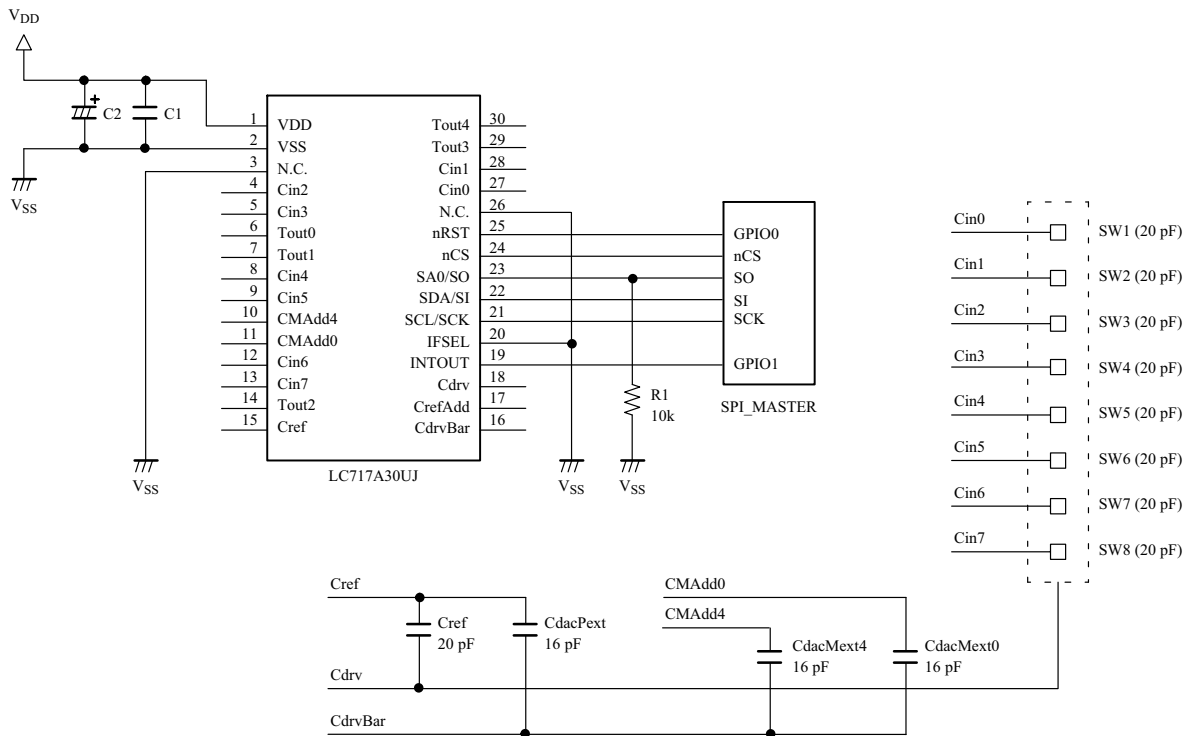 VDD
C2
C1
VSS
1 VDD
2 VSS
3 N.C.
4 Cin2
5 Cin3
6 Tout0
7 Tout1
8 Cin4
9 Cin5
10 CMAdd4
11 CMAdd0
12 Cin6
13 Cin7
14 Tout2
15 Cref
Tout4 30
Tout3 29
Cin1 28
Cin0 27
N.C. 26
nRST 25
nCS 24
SA0/SO 23
SDA/SI 22
SCL/SCK 21
IFSEL 20
INTOUT 19
Cdrv 18
CrefAdd 17
CdrvBar 16
LC717A30UJ
VSS
VSS
VSS
R1
10k
GPIO0
nCS
SO
SI
SCK
GPIO1
SPI_MASTER
Cin0 SW1 (20 pF)
Cin1 SW2 (20 pF)
Cin2 SW3 (20 pF)
Cin3 SW4 (20 pF)
Cin4 SW5 (20 pF)
Cin5 SW6 (20 pF)
Cin6 SW7 (20 pF)
Cin7 SW8 (20 pF)
Cref
Cref
20 pF
CdacPext
16 pF
CMAdd0
CMAdd4
CdacMext4
16 pF
CdacMext0
16 pF
Cdrv
CdrvBar